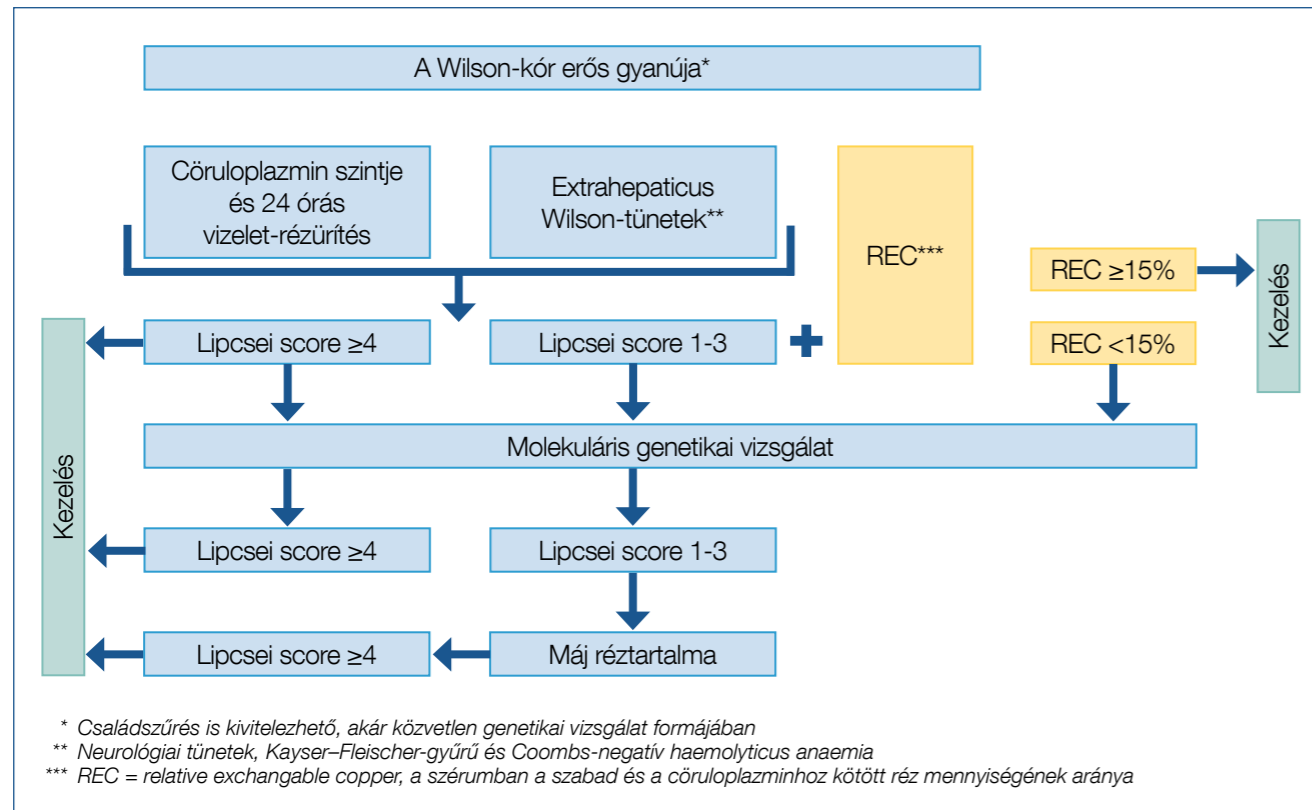 A Wilson-kór erős gyanúja*
Cöruloplazmin szintje
és 24 órás
vizelet-rézürítés
Extrahepaticus
Wilson-tünetek**
REC***
REC ≥15%
Kezelés
Lipcsei score ≥4
Lipcsei score 1-3
REC <15%
Molekuláris genetikai vizsgálat
Kezelés
Lipcsei score ≥4
Lipcsei score 1-3
Lipcsei score ≥4
Máj réztartalma
* Családszűrés is kivitelezhető, akár közvetlen genetikai vizsgálat formájában
** Neurológiai tünetek, Kayser–Fleischer-gyűrű és Coombs-negatív haemolyticus anaemia
*** REC = relative exchangable copper, a szérumban a szabad és a cöruloplazminhoz kötött réz mennyiségének aránya